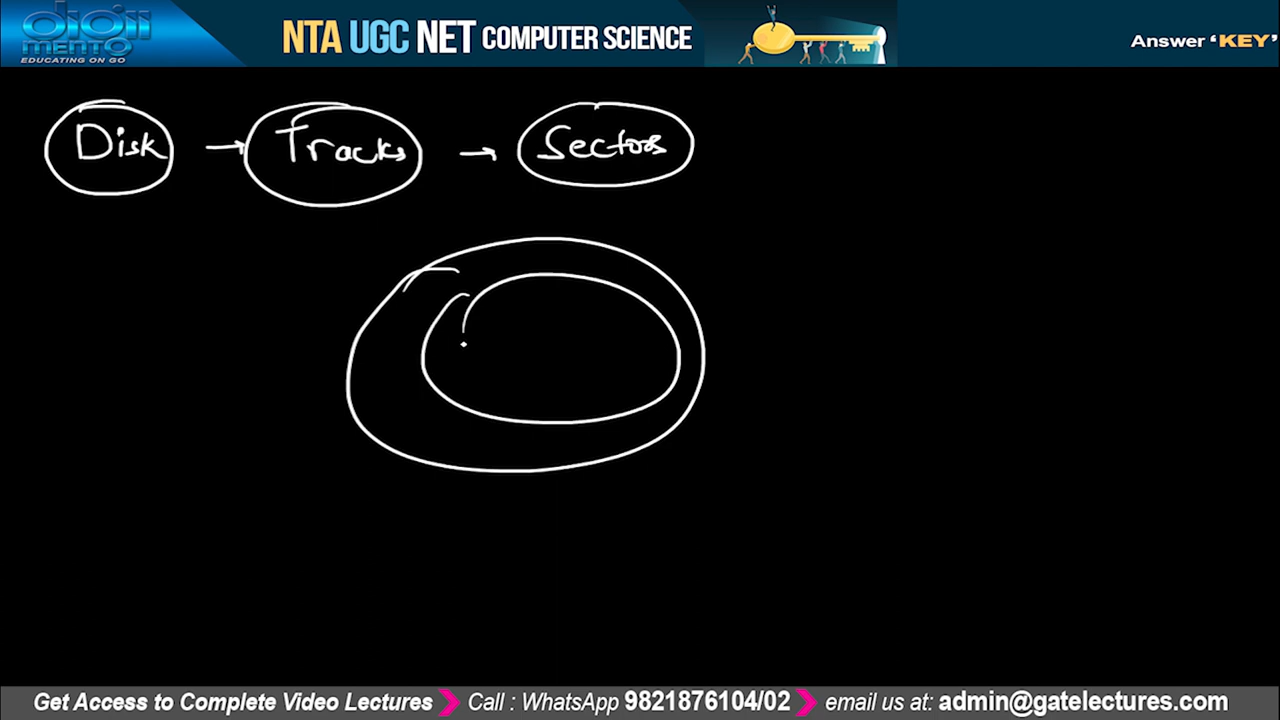 digii
MENTO
EDUCATING ON GO
NTA UGC NET COMPUTER SCIENCE
Answer ‘KEY’
Disk → Tracks → Sectors
Get Access to Complete Video Lectures Call : WhatsApp 9821876104/02 email us at: admin@gatelectures.com